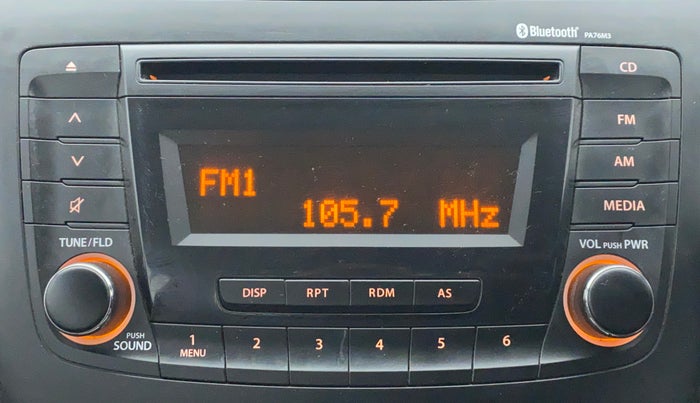 Bluetooth® PA76M3
CD
FM
AM
MEDIA
FM1
105.7 MHz
TUNE/FLD
VOL PUSH PWR
DISP RPT RDM AS
PUSH
SOUND
1 2 3 4 5 6
MENU